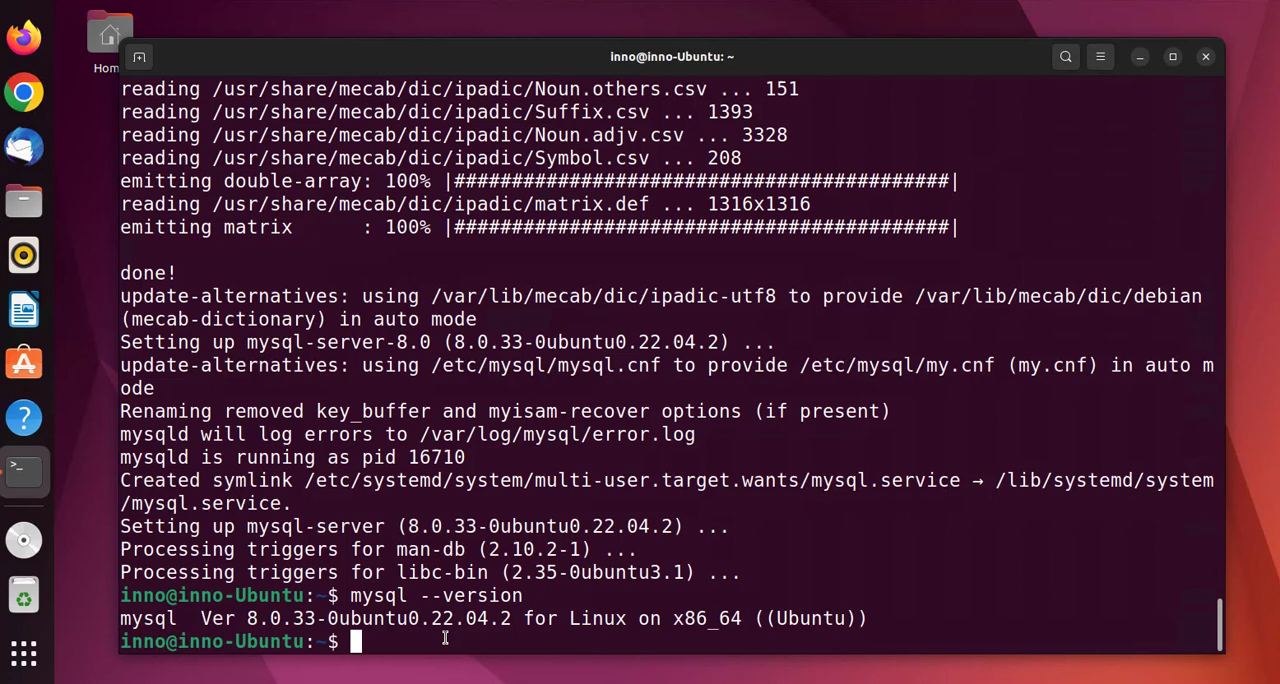 Hom
inno@inno-Ubuntu: ~
reading /usr/share/mecab/dic/ipadic/Noun.others.csv ... 151
reading /usr/share/mecab/dic/ipadic/Suffix.csv ... 1393
reading /usr/share/mecab/dic/ipadic/Noun.adjv.csv ... 3328
reading /usr/share/mecab/dic/ipadic/Symbol.csv ... 208
emitting double-array: 100% |###########################################|
reading /usr/share/mecab/dic/ipadic/matrix.def ... 1316x1316
emitting matrix      : 100% |###########################################|
done!
update-alternatives: using /var/lib/mecab/dic/ipadic-utf8 to provide /var/lib/mecab/dic/debian
(mecab-dictionary) in auto mode
Setting up mysql-server-8.0 (8.0.33-0ubuntu0.22.04.2) ...
update-alternatives: using /etc/mysql/mysql.cnf to provide /etc/mysql/my.cnf (my.cnf) in auto m
ode
Renaming removed key_buffer and myisam-recover options (if present)
mysqld will log errors to /var/log/mysql/error.log
mysqld is running as pid 16710
Created symlink /etc/systemd/system/multi-user.target.wants/mysql.service → /lib/systemd/system
/mysql.service.
Setting up mysql-server (8.0.33-0ubuntu0.22.04.2) ...
Processing triggers for man-db (2.10.2-1) ...
Processing triggers for libc-bin (2.35-0ubuntu3.1) ...
inno@inno-Ubuntu:~$ mysql --version
mysql  Ver 8.0.33-0ubuntu0.22.04.2 for Linux on x86_64 ((Ubuntu))
inno@inno-Ubuntu:~$